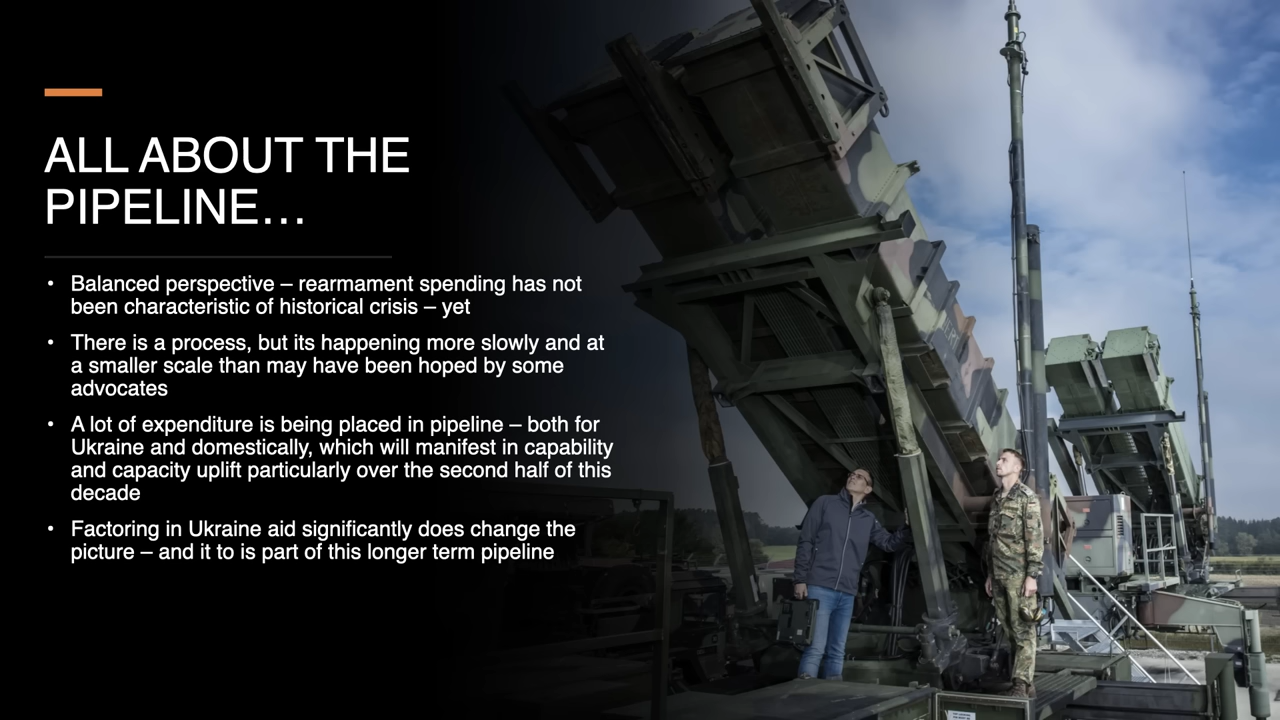 ALL ABOUT THE
PIPELINE…
• Balanced perspective – rearmament spending has not
been characteristic of historical crisis – yet
• There is a process, but its happening more slowly and at
a smaller scale than may have been hoped by some
advocates
• A lot of expenditure is being placed in pipeline – both for
Ukraine and domestically, which will manifest in capability
and capacity uplift particularly over the second half of this
decade
• Factoring in Ukraine aid significantly does change the
picture – and it to is part of this longer term pipeline